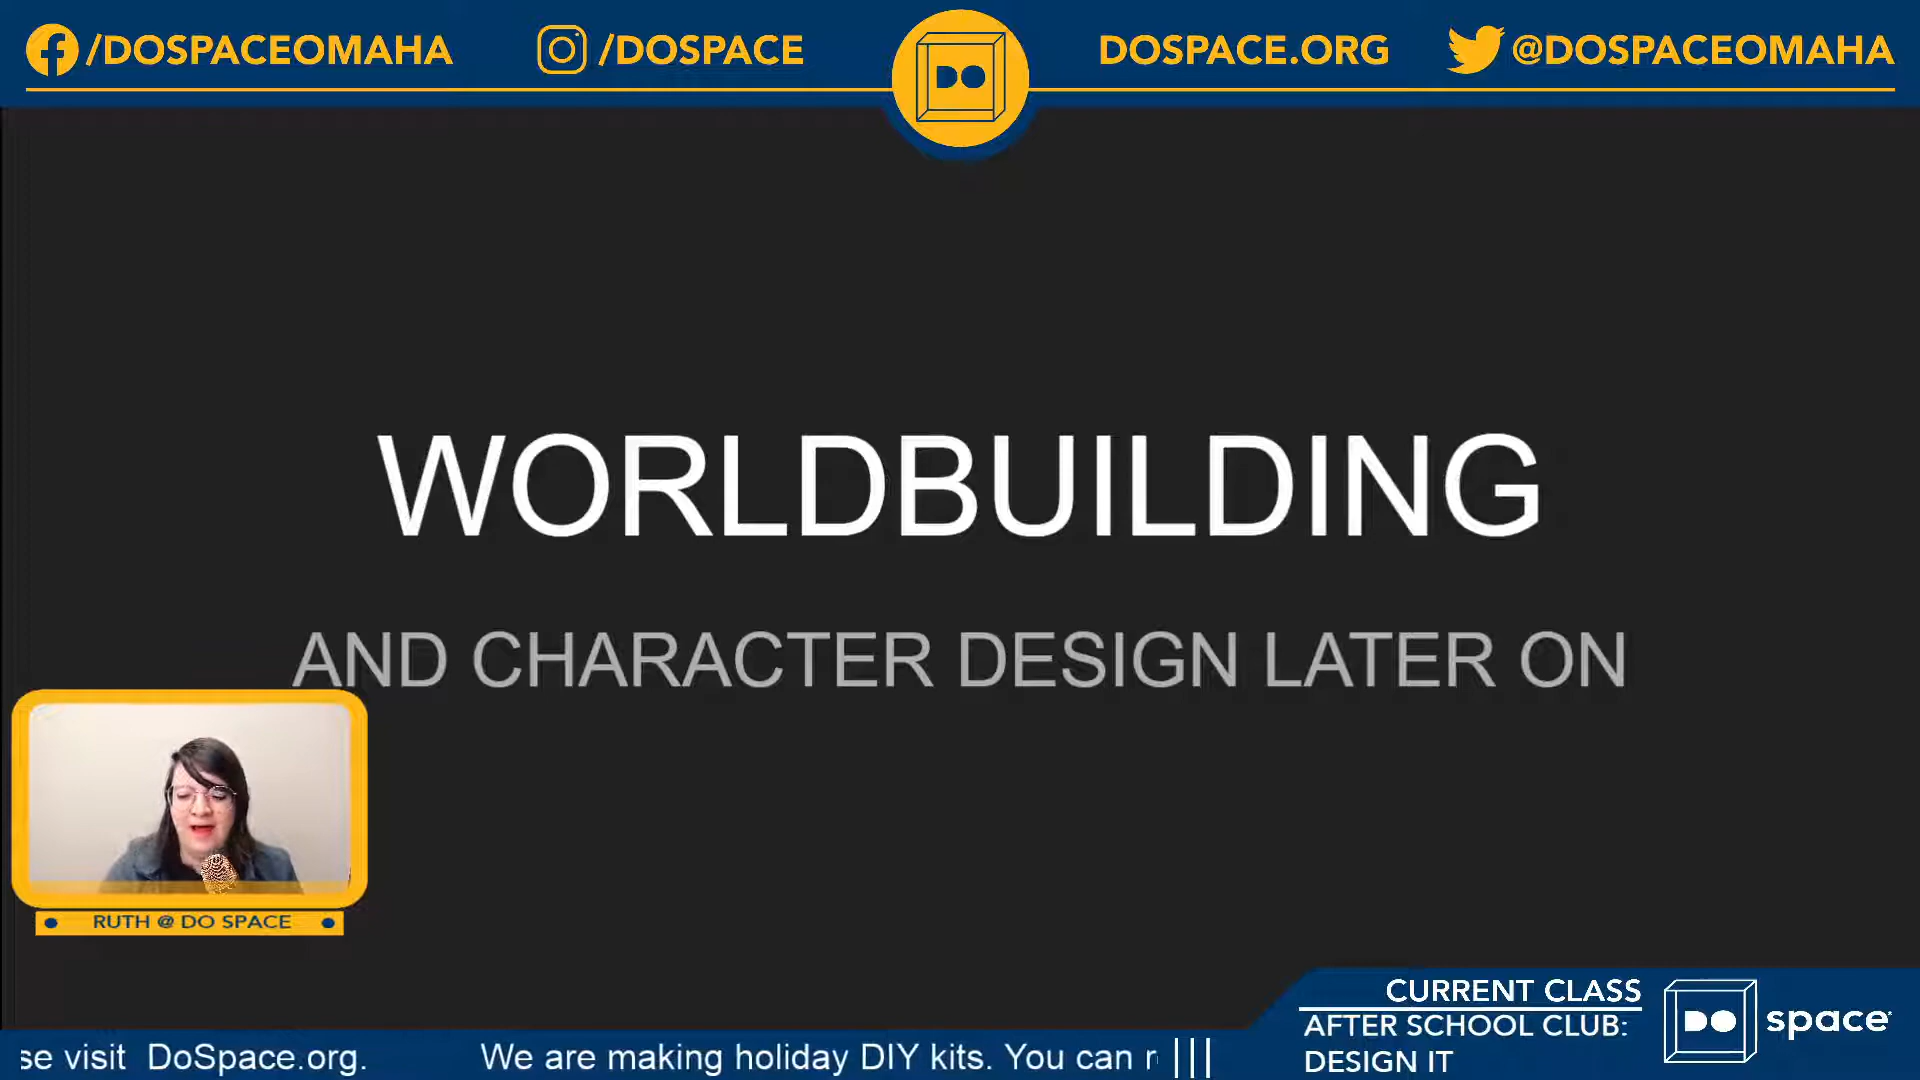 /DOSPACEOMAHA
/DOSPACE
DO
DOSPACE.ORG
@DOSPACEOMAHA
WORLDBUILDING
AND CHARACTER DESIGN LATER ON
RUTH @ DO SPACE
CURRENT CLASS
AFTER SCHOOL CLUB:
DESIGN IT
DO space
se visit DoSpace.org. We are making holiday DIY kits. You can